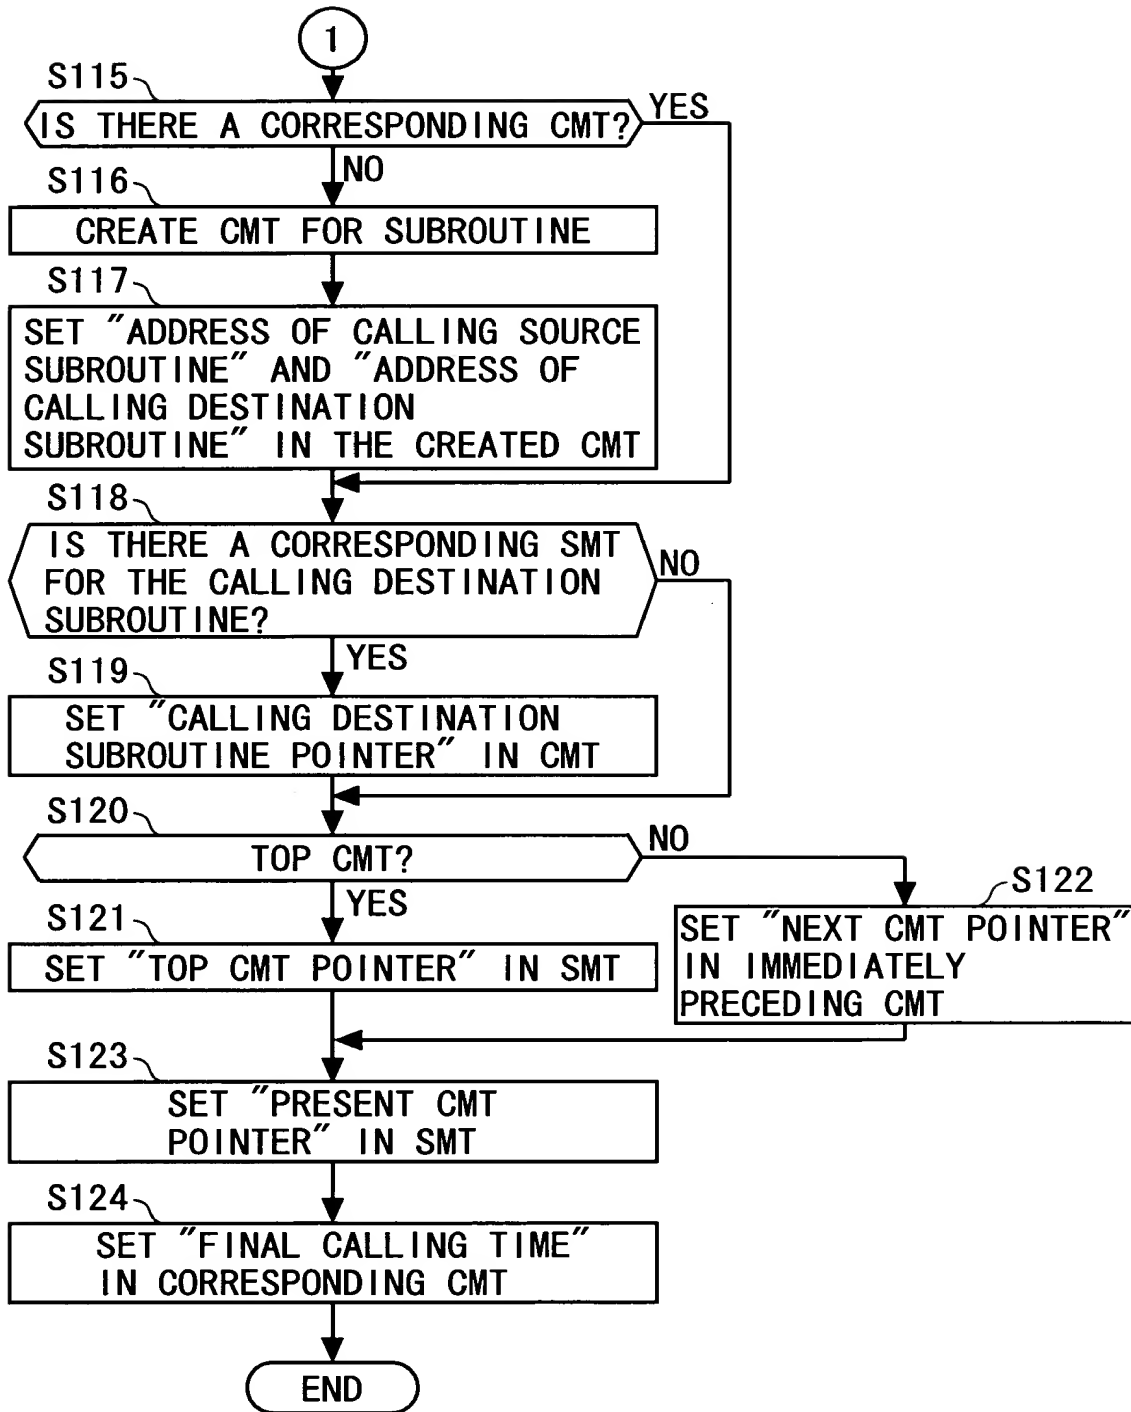 1
S115
IS THERE A CORRESPONDING CMT?
YES
NO
S116
CREATE CMT FOR SUBROUTINE
S117
SET "ADDRESS OF CALLING SOURCE
SUBROUTINE" AND "ADDRESS OF
CALLING DESTINATION
SUBROUTINE" IN THE CREATED CMT
S118
IS THERE A CORRESPONDING SMT
FOR THE CALLING DESTINATION
SUBROUTINE?
NO
YES
S119
SET "CALLING DESTINATION
SUBROUTINE POINTER" IN CMT
S120
TOP CMT?
NO
YES
S122
SET "NEXT CMT POINTER"
IN IMMEDIATELY
PRECEDING CMT
S121
SET "TOP CMT POINTER" IN SMT
S123
SET "PRESENT CMT
POINTER" IN SMT
S124
SET "FINAL CALLING TIME"
IN CORRESPONDING CMT
END